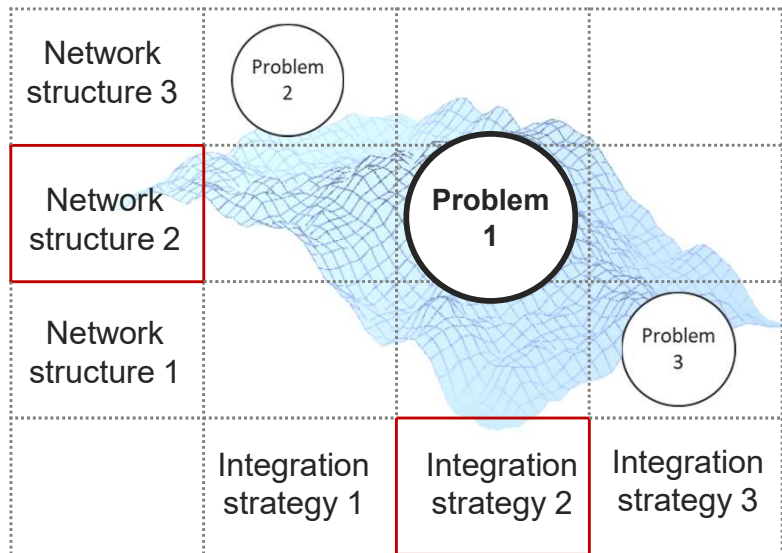 Network
structure 3
Problem
2
Network
structure 2
Problem
1
Network
structure 1
Problem
3
Integration
strategy 1
Integration
strategy 2
Integration
strategy 3